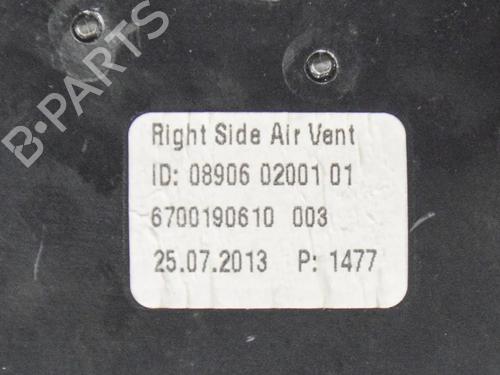 B-PARTS
Right Side Air Vent
ID: 08906 02001 01
6700190610 003
25.07.2013 P: 1477